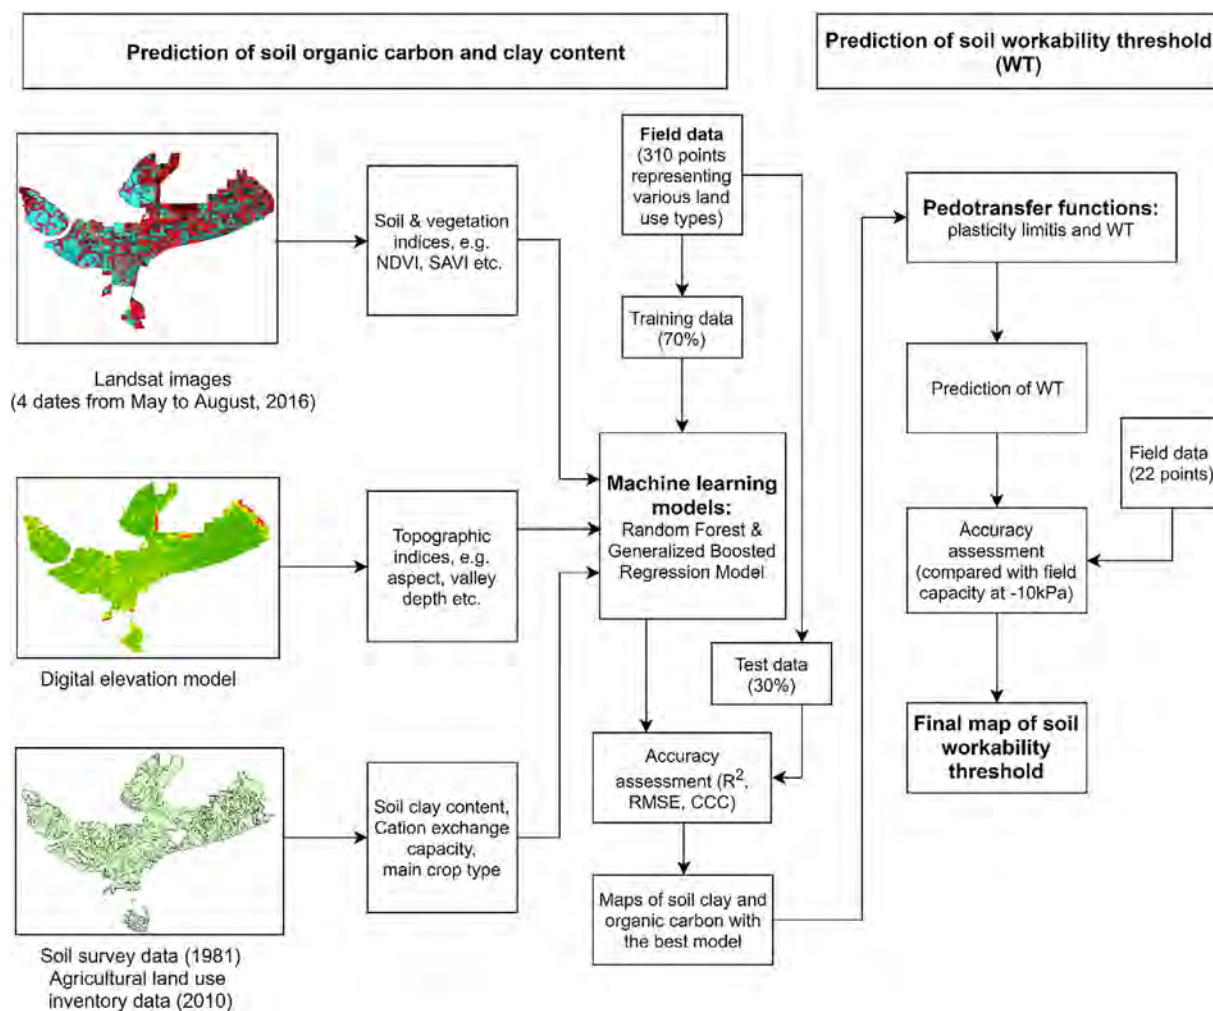 Prediction of soil organic carbon and clay content
Prediction of soil workability threshold
(WT)
Landsat images
(4 dates from May to August, 2016)
Soil & vegetation
indices, e.g.
NDVI, SAVI etc.
Field data
(310 points
representing
various land
use types)
Training data
(70%)
Digital elevation model
Topographic
indices, e.g.
aspect, valley
depth etc.
Machine learning
models:
Random Forest &
Generalized Boosted
Regression Model
Test data
(30%)
Soil survey data (1981)
Agricultural land use
inventory data (2010)
Soil clay content,
Cation exchange
capacity,
main crop type
Accuracy
assessment (R²,
RMSE, CCC)
Maps of soil clay and
organic carbon with
the best model
Pedotransfer functions:
plasticity limitis and WT
Prediction of WT
Field data
(22 points)
Accuracy
assessment
(compared with field
capacity at -10kPa)
Final map of soil
workability
threshold